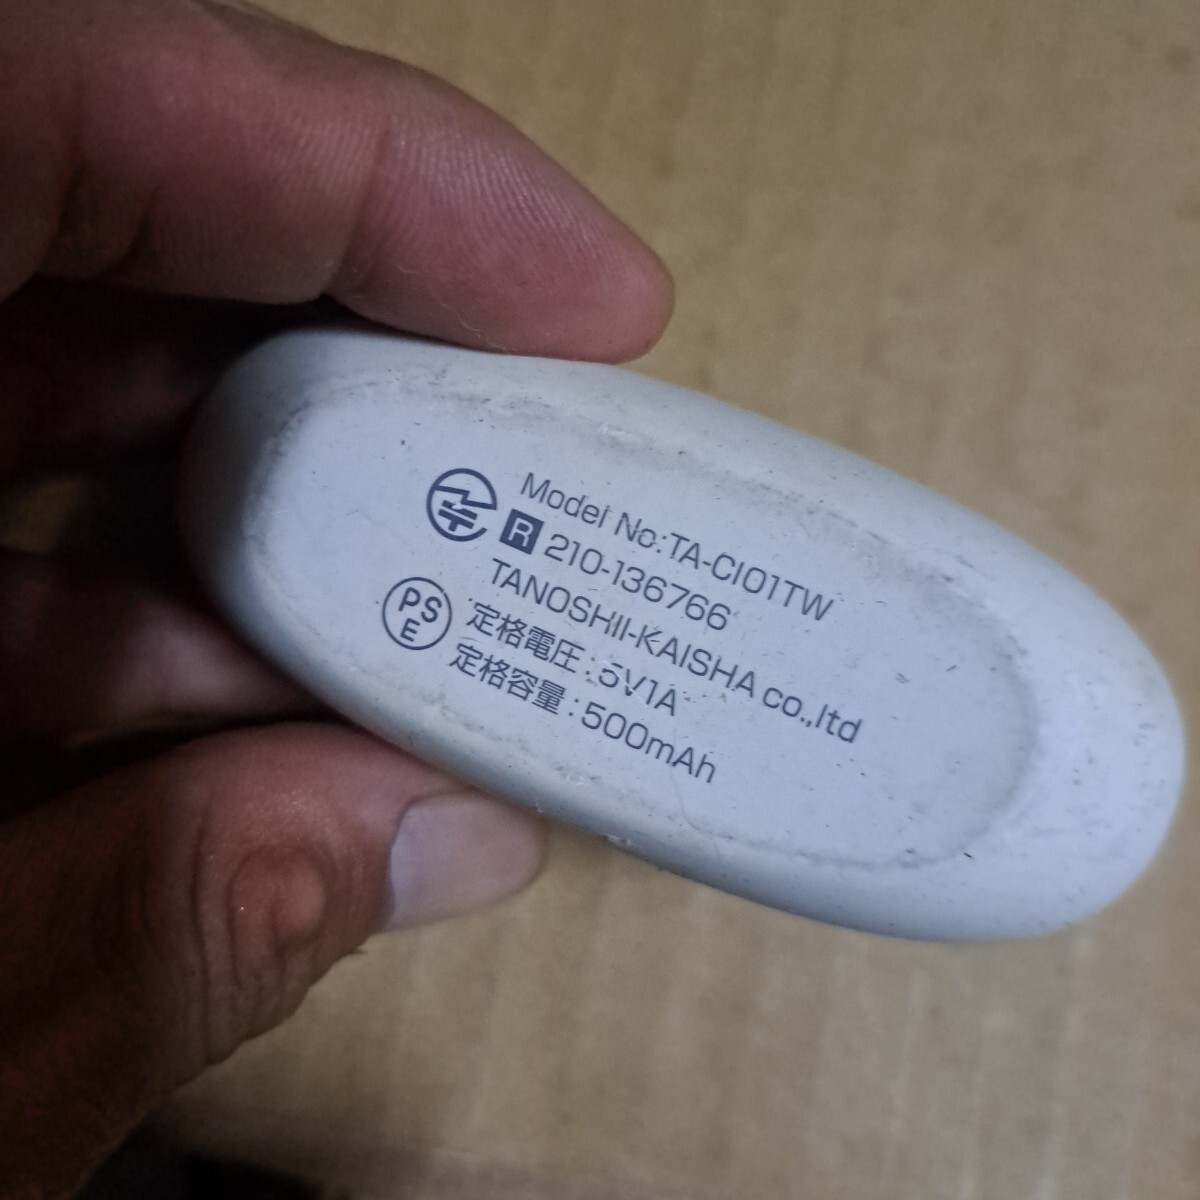 Model No:TA-CI01TW
R 210-136766
TANOSHII-KAISHA co.,ltd
PSE 定格電圧:5V1A
定格容量:500mAh